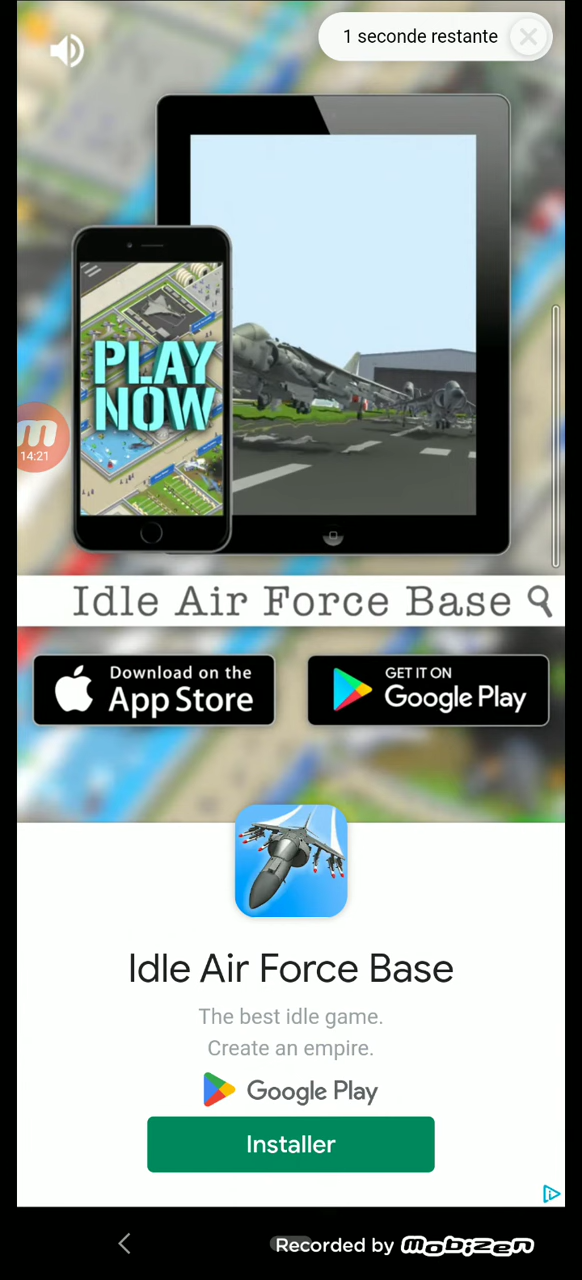 1 seconde restante
PLAY
NOW
14:21
Idle Air Force Base
Download on the
App Store
GET IT ON
Google Play
Idle Air Force Base
The best idle game.
Create an empire.
Google Play
Installer
Recorded by mobizen